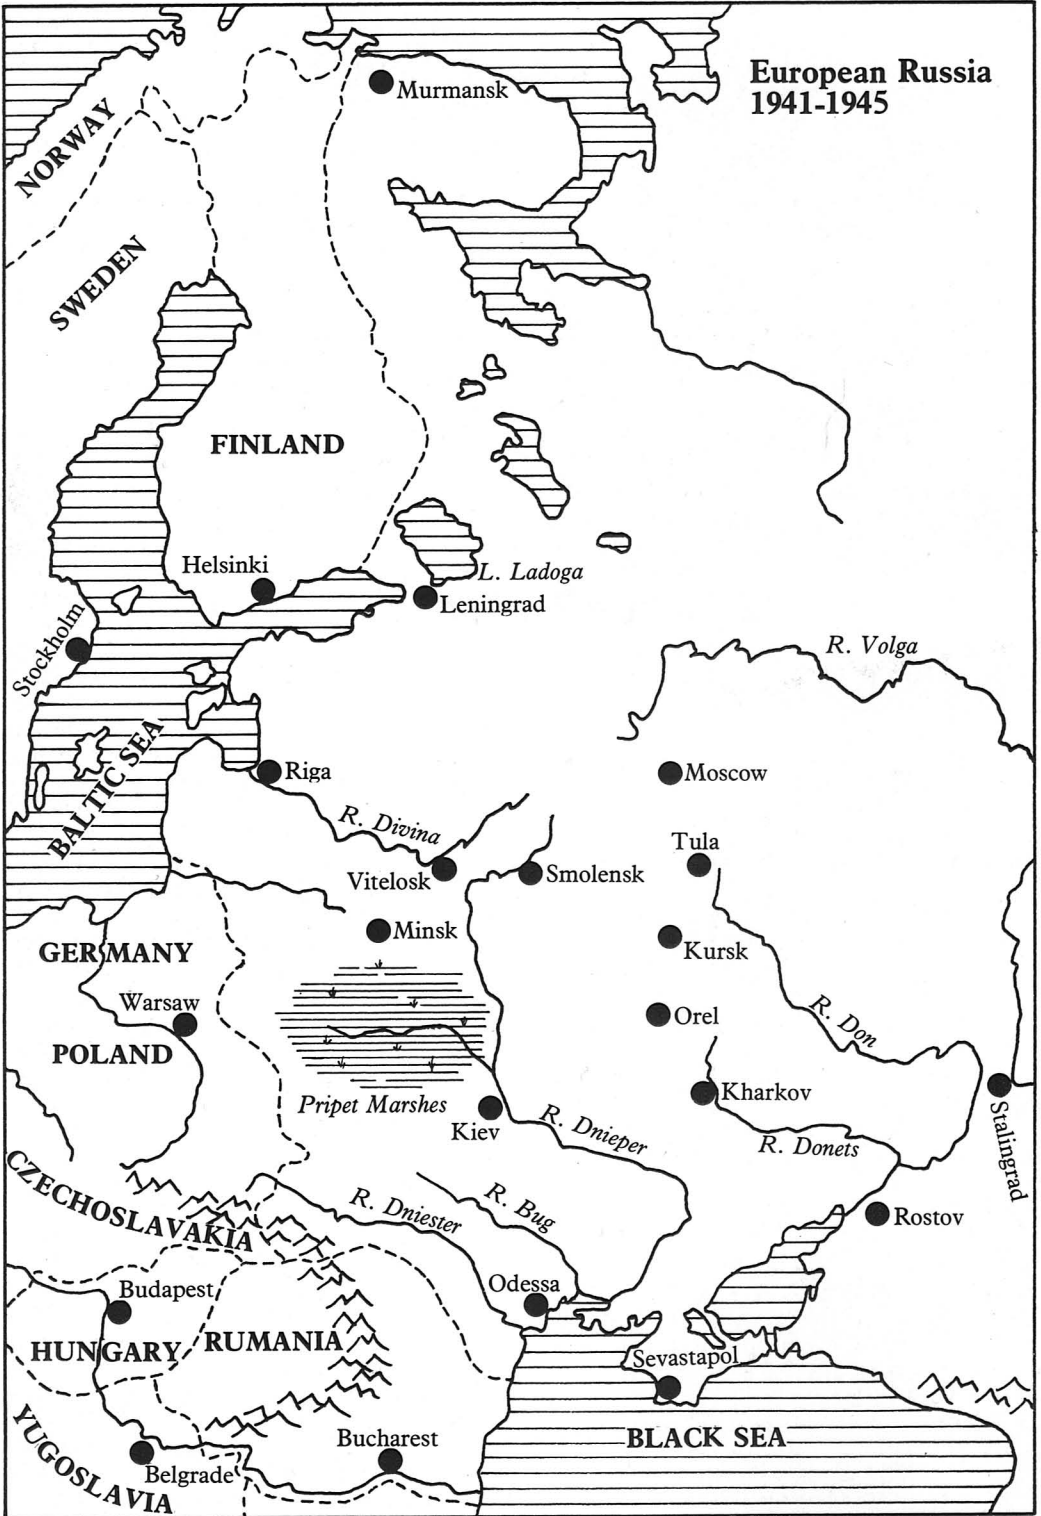 European Russia
1941-1945
Murmansk
NORWAY
SWEDEN
FINLAND
Helsinki
L. Ladoga
Leningrad
Stockholm
R. Volga
BALTIC SEA
Riga
Moscow
R. Divina
Tula
Vitelosk
Smolensk
Minsk
Kursk
GERMANY
Warsaw
R. Don
Orel
POLAND
Kharkov
Stalingrad
Pripet Marshes
Kiev
R. Dnieper
R. Donets
CZECHOSLAVAKIA
R. Dniester
R. Bug
Rostov
Budapest
Odessa
HUNGARY
RUMANIA
Sevastapol
YUGOSLAVIA
Bucharest
BLACK SEA
Belgrade